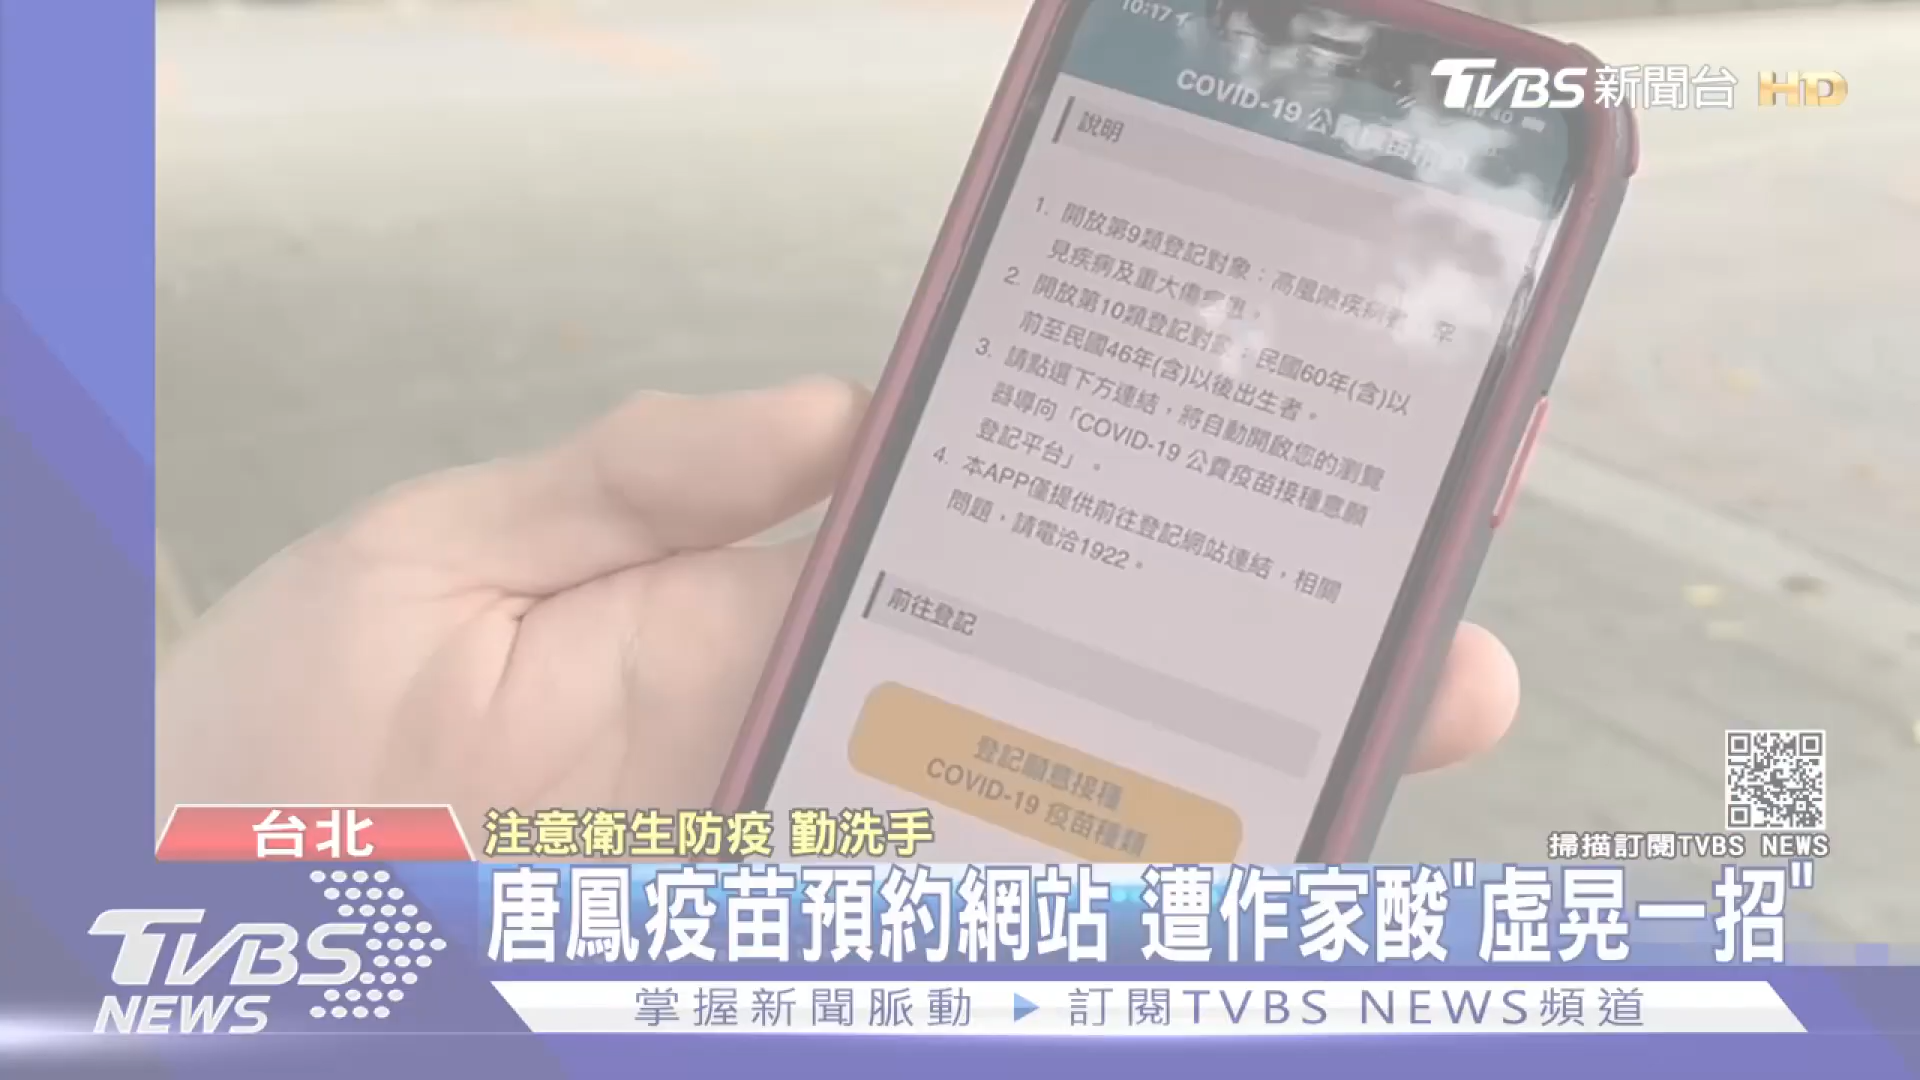 10:17
TVBS新聞台 HD
COVID-19 公
說明
1. 開放第9類登記對象：高風險疾病者、罕
見疾病及重大傷病患。
2. 開放第10類登記對象：民國60年(含)以
前至民國46年(含)以後出生者。
3. 請點選下方連結，將自動開啟您的瀏覽
器導向「COVID-19 公費疫苗接種意願
登記平台」。
4. 本APP僅提供前往登記網站連結，相關
問題，請電洽1922。
前往登記
登記願意接種
COVID-19 疫苗種類
掃描訂閱TVBS NEWS
台北
注意衛生防疫 勤洗手
唐鳳疫苗預約網站 遭作家酸"虛晃一招"
TVBS
NEWS
掌握新聞脈動 ▶ 訂閱TVBS NEWS頻道